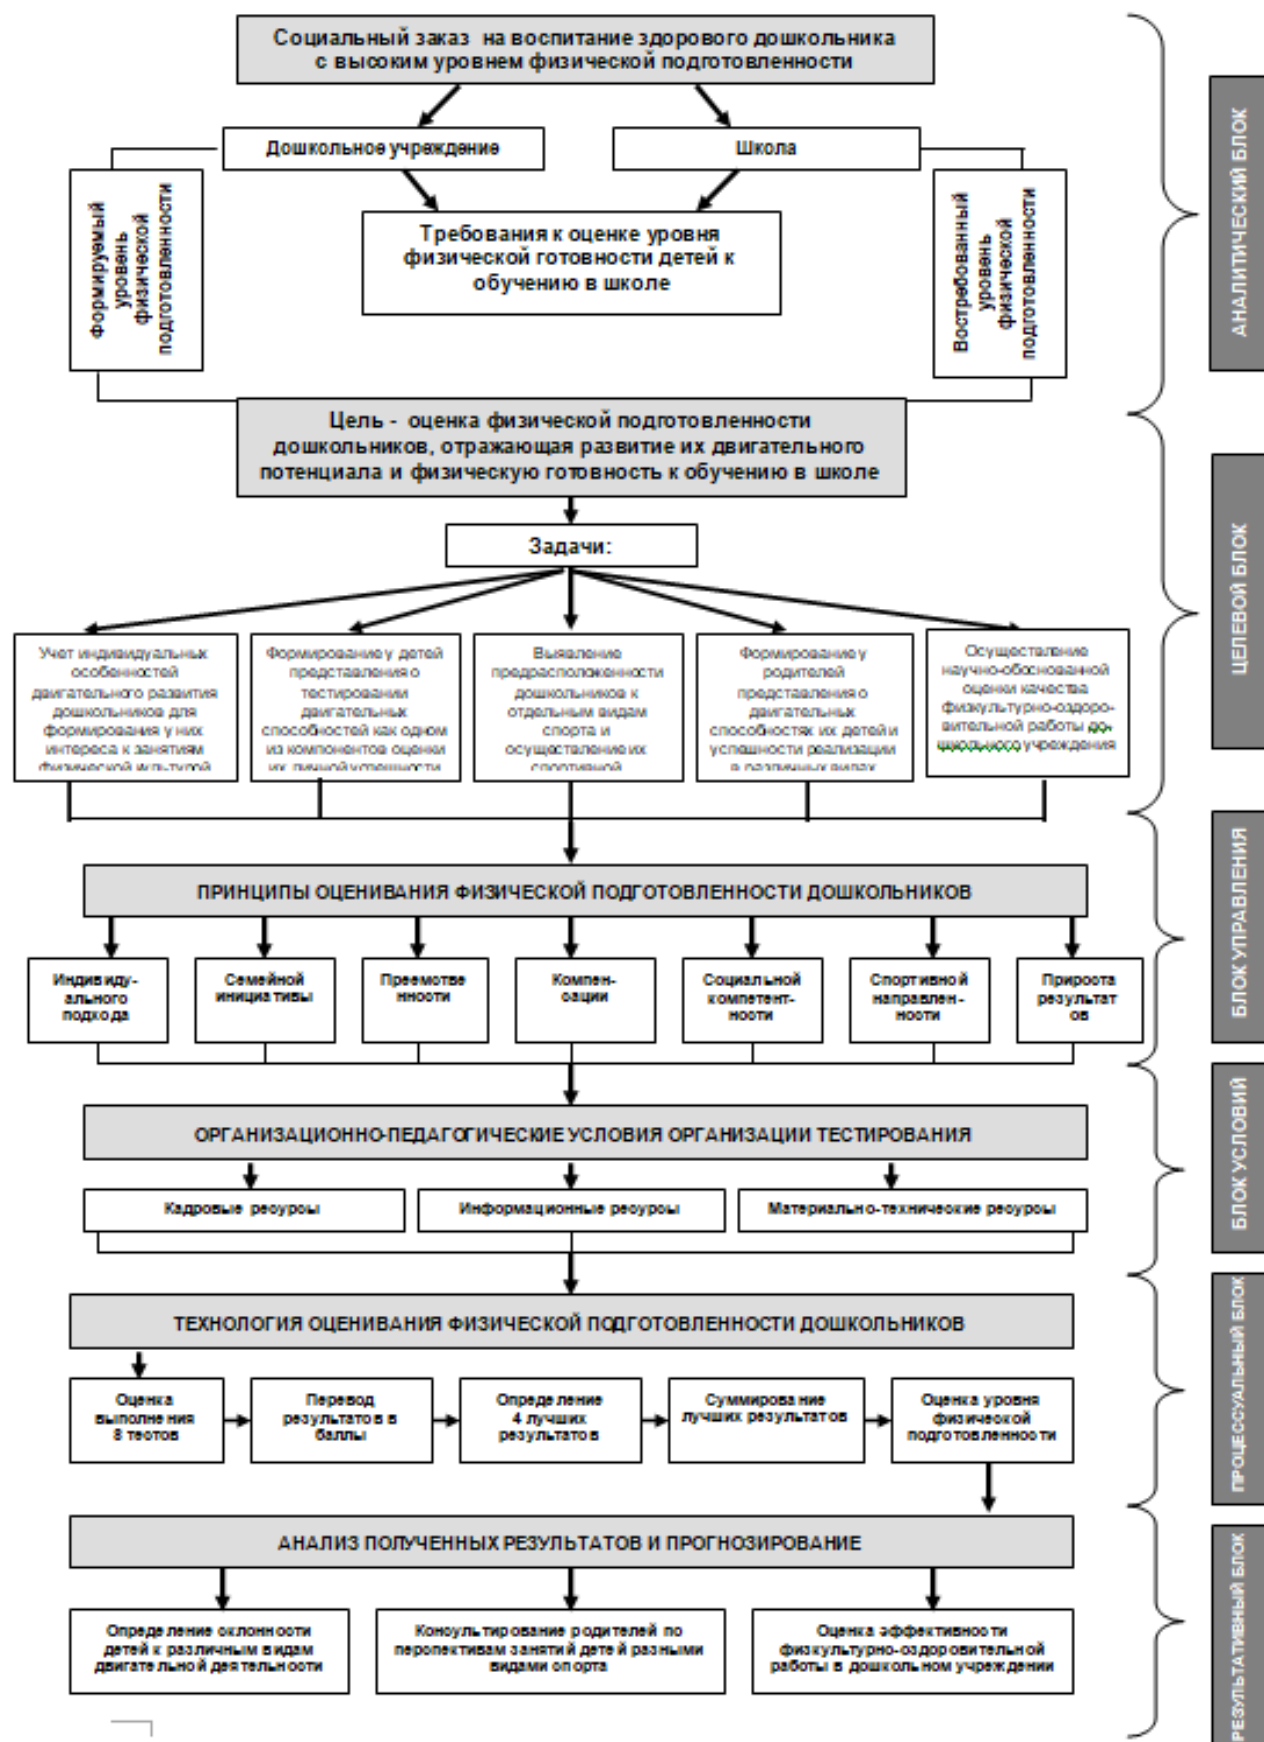 Социальный заказ на воспитание здорового дошкольника
с высоким уровнем физической подготовленности
Дошкольное учреждение
Школа
Формируемый
уровень
физической
подготовленности
Требования к оценке уровня
физической готовности детей к
обучению в школе
Востребованный
уровень
физической
подготовленности
АНАЛИТИЧЕСКИЙ БЛОК
Цель - оценка физической подготовленности
дошкольников, отражающая развитие их двигательного
потенциала и физическую готовность к обучению в школе
Задачи:
Учет индивидуальных
особенностей
двигательного развития
дошкольников для
формирования у них
интереса к занятиям
физической культурой
Формирование у детей
представления о
тестировании
двигательных
способностей как одном
из компонентов оценки
их личной успешности
Выявление
предрасположенности
дошкольников к
отдельным видам
спорта и
осуществление их
спортивной
Формирование у
родителей
представления о
двигательных
способностях их детей и
успешности реализации
в различных видах
Осуществление
научно-обоснованной
оценки качества
физкультурно-оздоро-
вительной работы до-
школьного учреждения
ЦЕЛЕВОЙ БЛОК
ПРИНЦИПЫ ОЦЕНИВАНИЯ ФИЗИЧЕСКОЙ ПОДГОТОВЛЕННОСТИ ДОШКОЛЬНИКОВ
Индивиду-
ального
подхода
Семейной
инициативы
Преемстве
нности
Компен-
сации
Социальной
компетент-
ности
Спортивной
направлен-
ности
Прироста
результат
ов
БЛОК УПРАВЛЕНИЯ
ОРГАНИЗАЦИОННО-ПЕДАГОГИЧЕСКИЕ УСЛОВИЯ ОРГАНИЗАЦИИ ТЕСТИРОВАНИЯ
Кадровые ресурсы
Информационные ресурсы
Материально-технические ресурсы
БЛОК УСЛОВИЙ
ТЕХНОЛОГИЯ ОЦЕНИВАНИЯ ФИЗИЧЕСКОЙ ПОДГОТОВЛЕННОСТИ ДОШКОЛЬНИКОВ
Оценка
выполнения
8 тестов
Перевод
результатов в
баллы
Определение
4 лучших
результатов
Суммирование
лучших результатов
Оценка уровня
физической
подготовленности
ПРОЦЕССУАЛЬНЫЙ БЛОК
АНАЛИЗ ПОЛУЧЕННЫХ РЕЗУЛЬТАТОВ И ПРОГНОЗИРОВАНИЕ
Определение склонности
детей к различным видам
двигательной деятельности
Консультирование родителей по
перспективам занятий детей разными
видами спорта
Оценка эффективности
физкультурно-оздоровительной
работы в дошкольном учреждении
РЕЗУЛЬТАТИВНЫЙ БЛОК